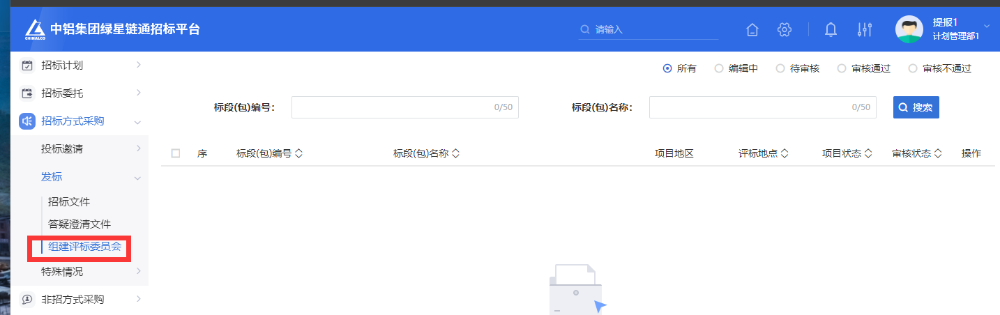 中铝集团绿星链通招标平台
CHINALCO
请输入
提报1
计划管理部1
招标计划
招标委托
招标方式采购
投标邀请
发标
招标文件
答疑澄清文件
组建评标委员会
特殊情况
非招方式采购
所有 编辑中 待审核 审核通过 审核不通过
标段(包)编号: 0/50 标段(包)名称: 0/50 搜索
序 标段(包)编号 标段(包)名称 项目地区 评标地点 项目状态 审核状态 操作